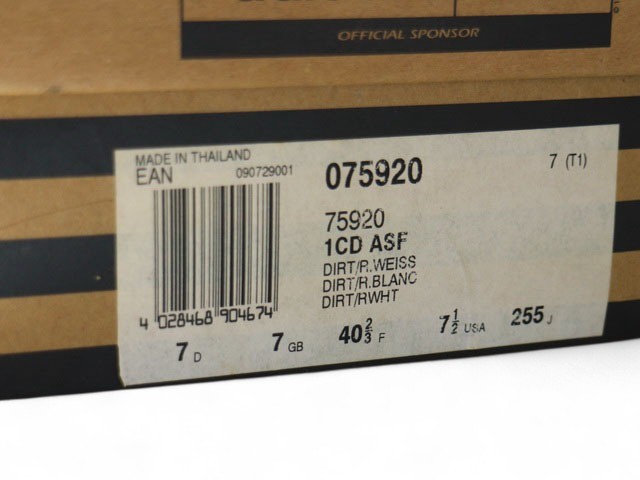 OFFICIAL SPONSOR
MADE IN THAILAND
EAN 090729001
075920
7 (T1)
75920
1CD ASF
DIRT/R.WEISS
DIRT/R.BLANC
DIRT/RWHT
4 028468 904674
7 D 7 GB 40 2/3 F 7 1/2 USA 255 J